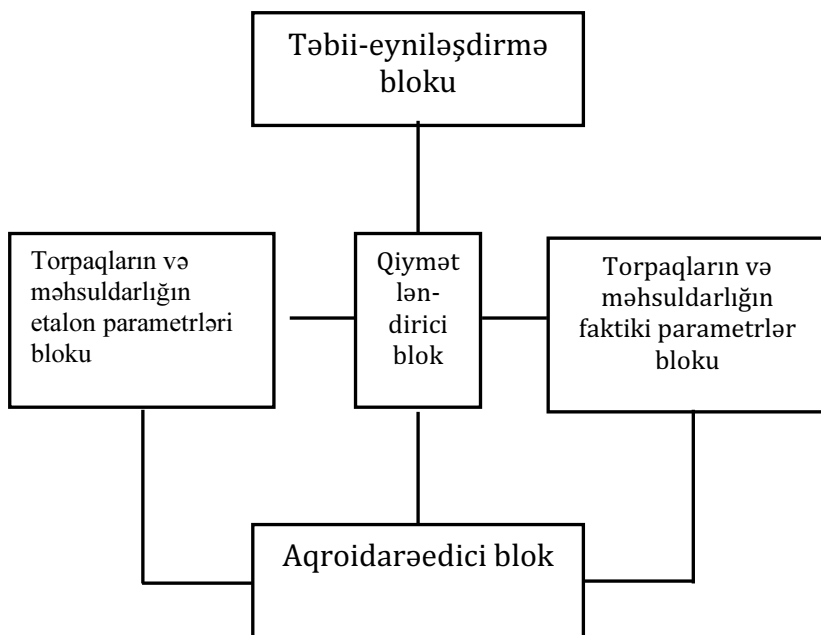 Təbii-eyniləşdirmə
bloku
Torpaqların və
məhsuldarlığın
etalon parametrləri
bloku
Qiymət
lən-
dirici
blok
Torpaqların və
məhsuldarlığın
faktiki parametrlər
bloku
Aqroidarəedici blok